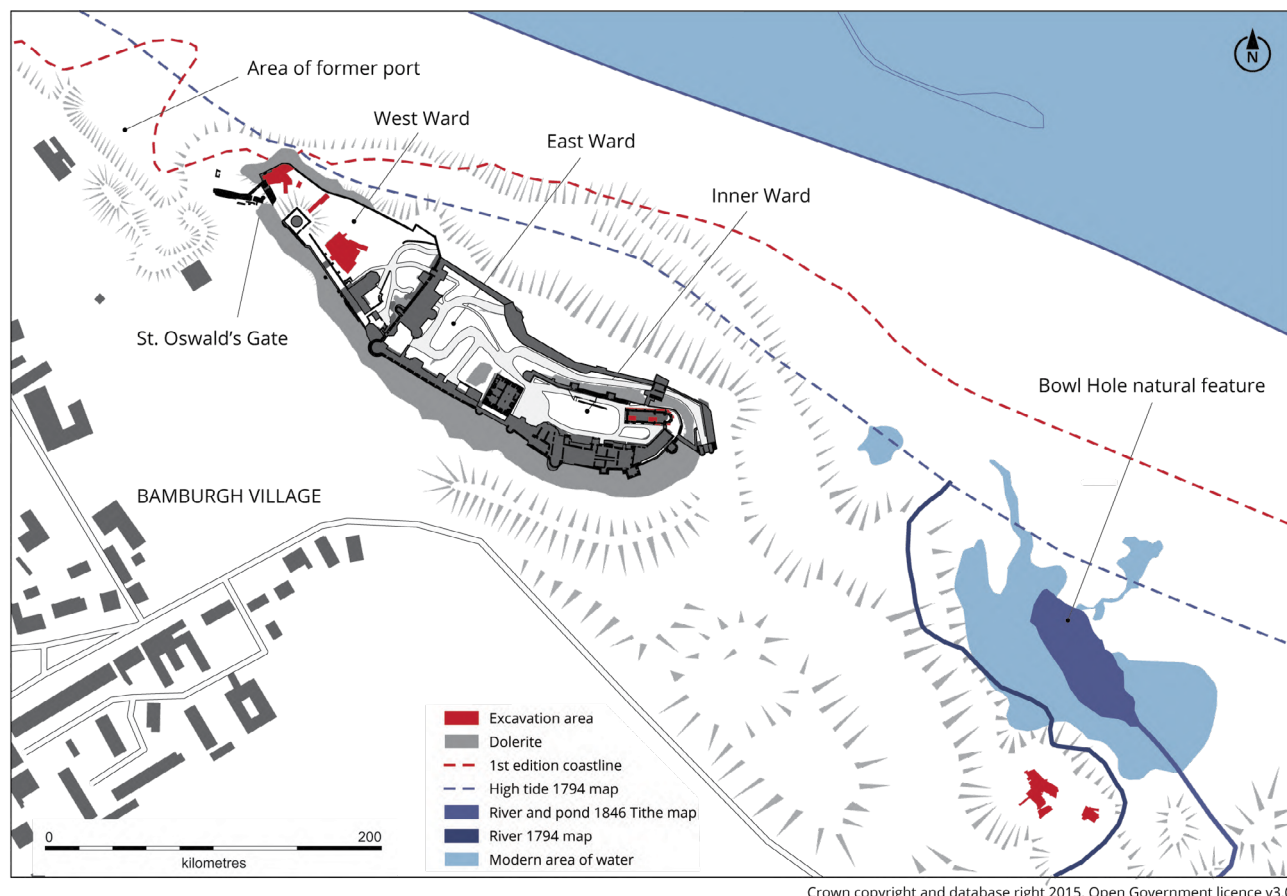 N
Area of former port
West Ward
East Ward
Inner Ward
St. Oswald's Gate
Bowl Hole natural feature
BAMBURGH VILLAGE
Excavation area
Dolerite
1st edition coastline
High tide 1794 map
River and pond 1846 Tithe map
River 1794 map
Modern area of water
0 200
kilometres
Crown copyright and database right 2015. Open Government licence v3.